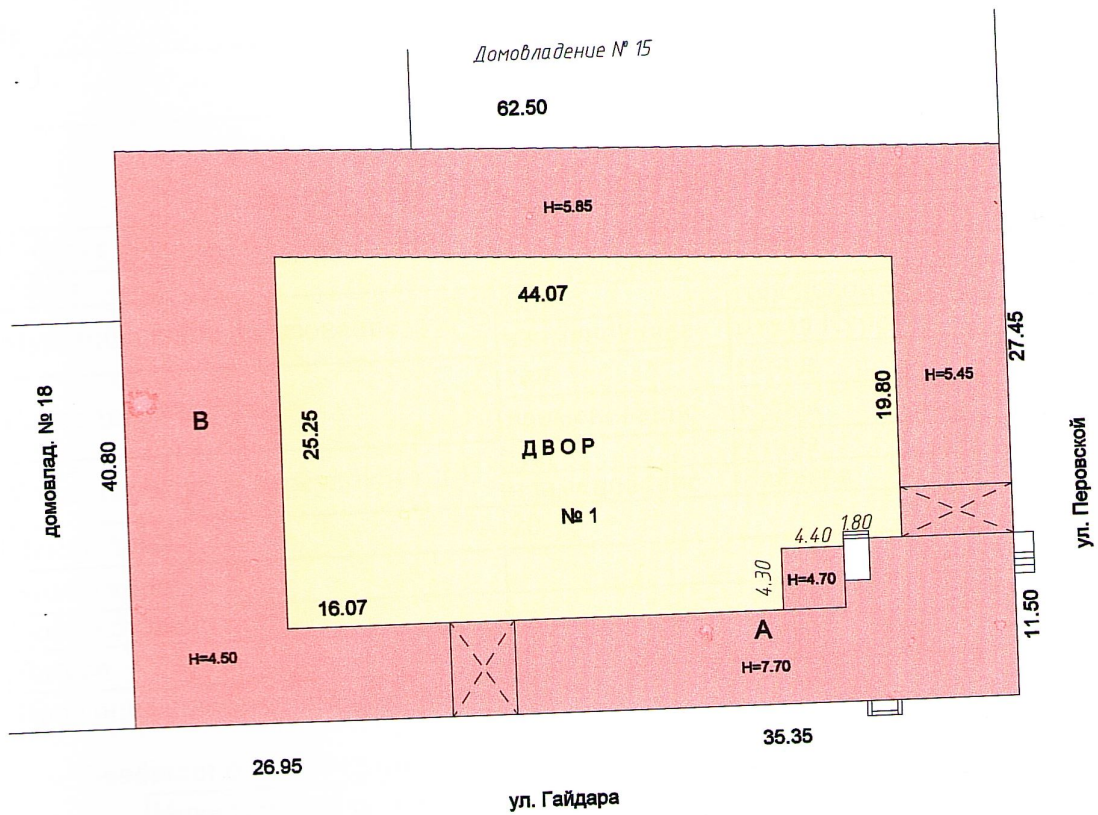 Домовладение № 15
62.50
H=5.85
44.07
27.45
H=5.45
19.80
домовлад. № 18
40.80
В
25.25
ДВОР
№ 1
ул. Перовской
1.80
4.40
4.30
H=4.70
16.07
11.50
А
H=4.50
H=7.70
35.35
26.95
ул. Гайдара